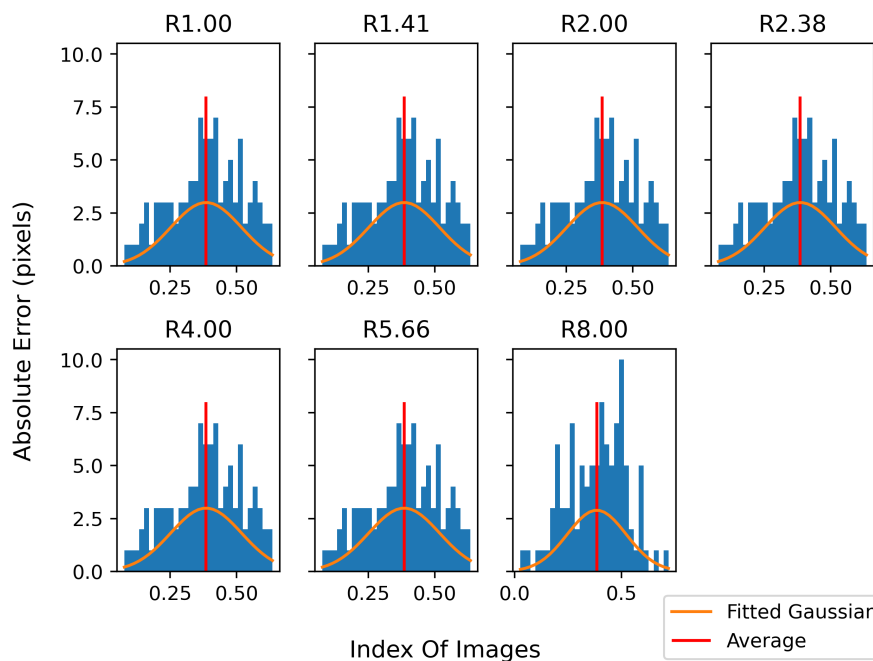 R1.00 R1.41 R2.00 R2.38
10.0
7.5
5.0
2.5
0.0
0.25 0.50 0.25 0.50 0.25 0.50 0.25 0.50
Absolute Error (pixels)
R4.00 R5.66 R8.00
10.0
7.5
5.0
2.5
0.0
0.25 0.50 0.25 0.50 0.0 0.5
Index Of Images
Fitted Gaussian
Average